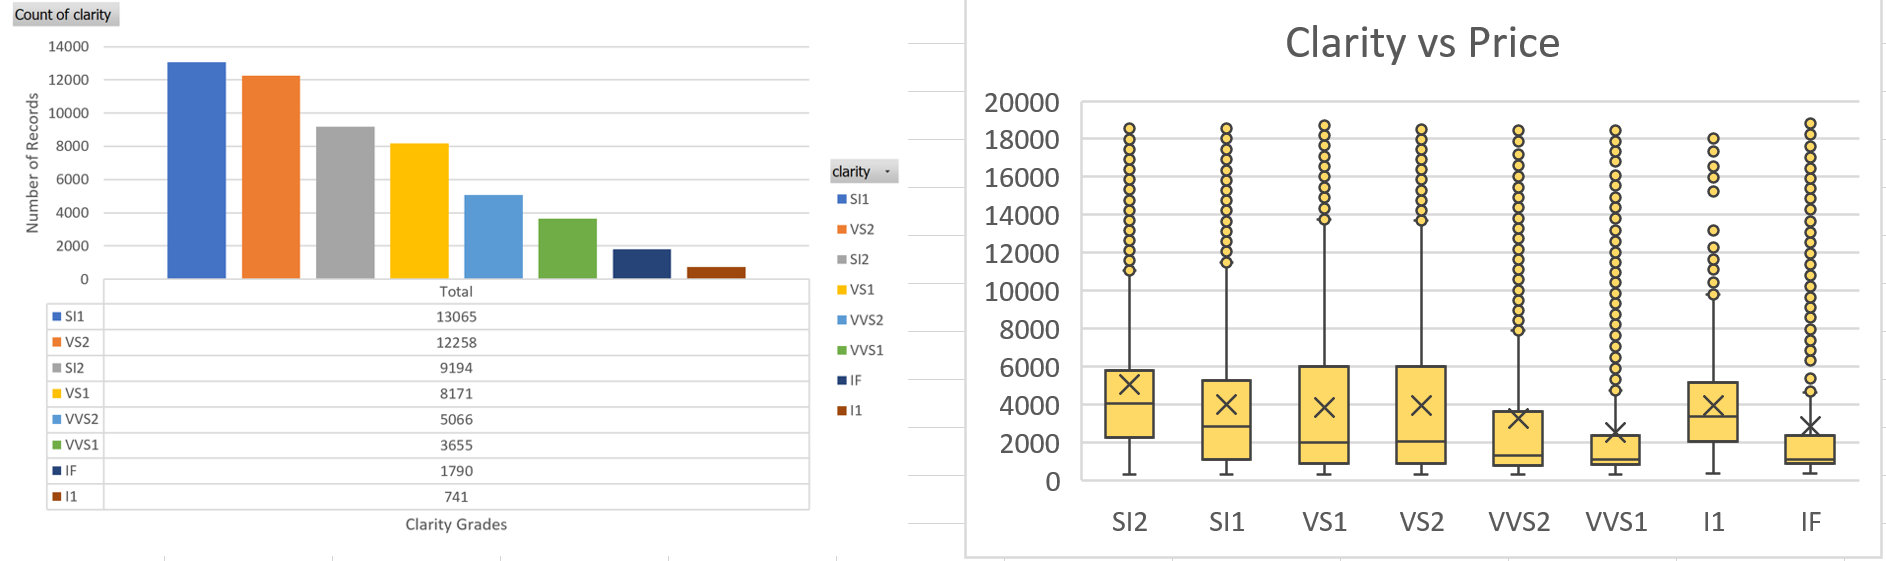 Count of clarity
14000
12000
10000
8000
6000
4000
2000
0
Number of Records
Total
SI1 13065
VS2 12258
SI2 9194
VS1 8171
VVS2 5066
VVS1 3655
IF 1790
I1 741
Clarity Grades
clarity
SI1
VS2
SI2
VS1
VVS2
VVS1
IF
I1
Clarity vs Price
20000
18000
16000
14000
12000
10000
8000
6000
4000
2000
0
SI2 SI1 VS1 VS2 VVS2 VVS1 I1 IF